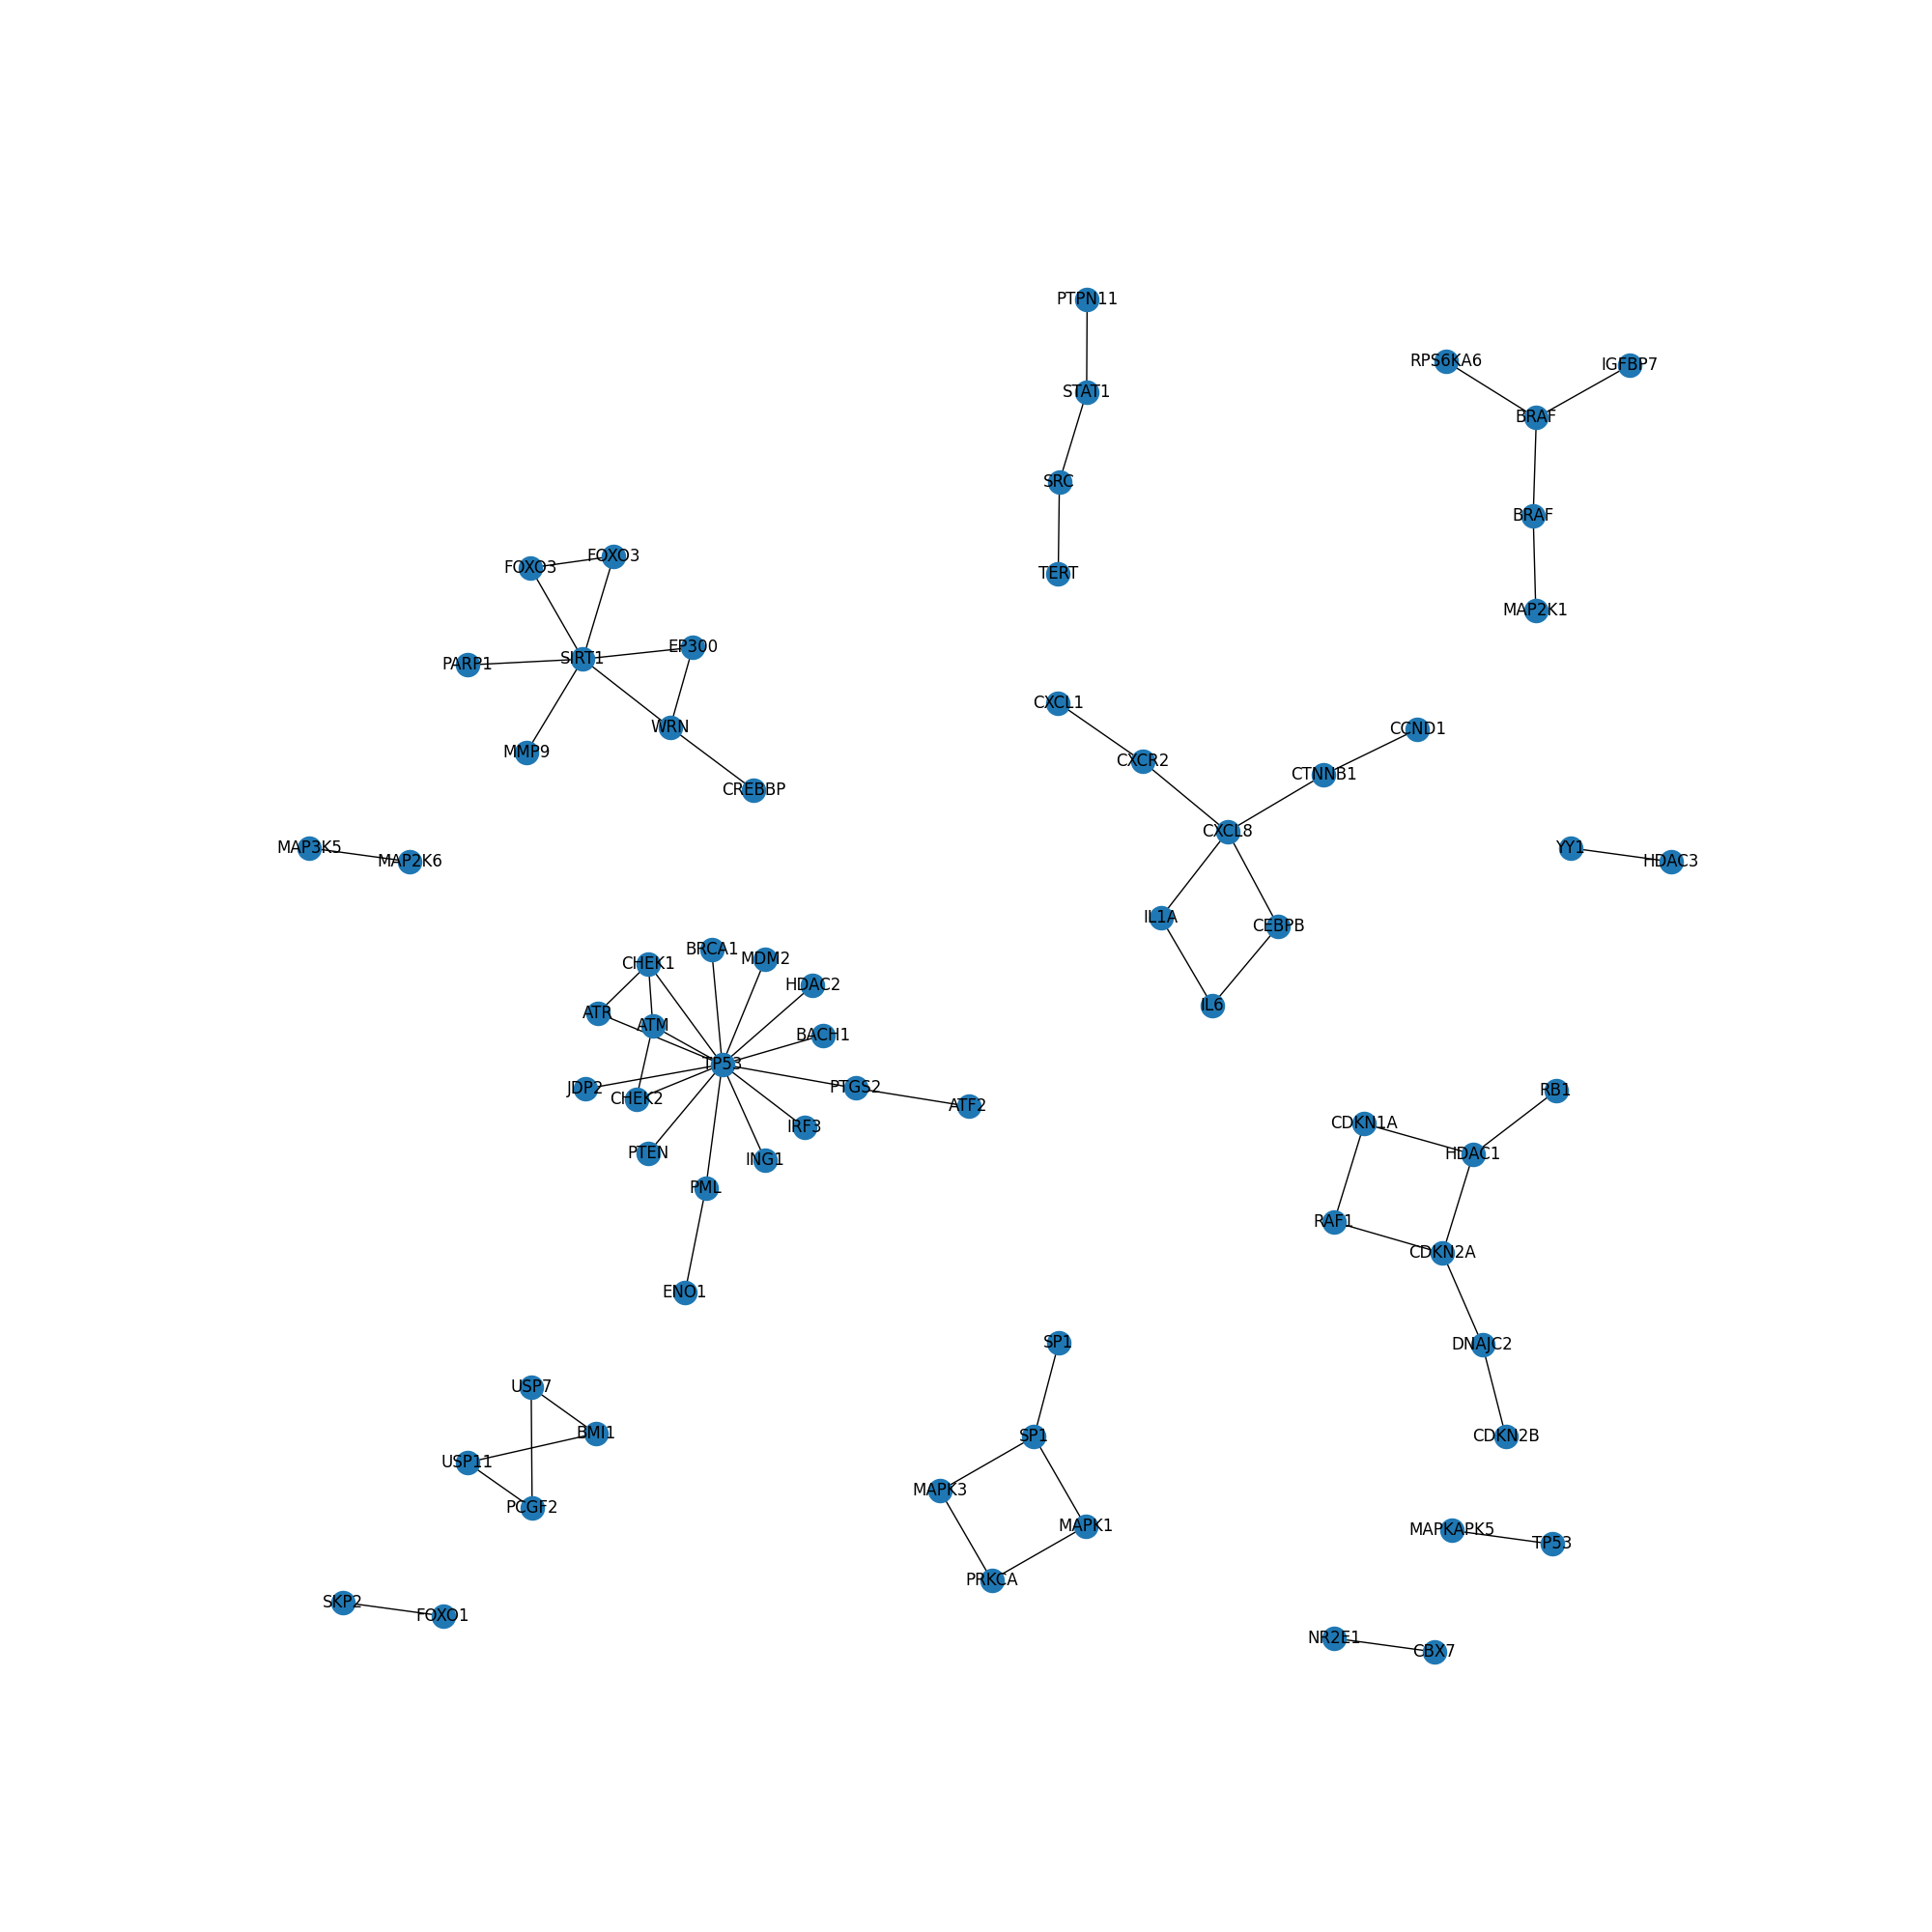 PTPN11
RPS6KA6
IGFBP7
STAT1
BRAF
SRC
BRAF
FOXO3
FOXO3
TERT
MAP2K1
EP300
SIRT1
PARP1
CXCL1
WRN
CCND1
MMP9
CXCR2
CTNNB1
CREBBP
CXCL8
MAP3K5
MAP2K6
YY1
HDAC3
IL1A
CEBPB
BRCA1
MDM2
CHEK1
HDAC2
IL6
ATR
ATM
BACH1
TP53
JDP2
CHEK2
PTGS2
RB1
ATF2
CDKN1A
IRF3
PTEN
ING1
HDAC1
PML
RAF1
CDKN2A
ENO1
SP1
DNAJC2
USP7
BMI1
SP1
CDKN2B
USP11
MAPK3
PCGF2
MAPK1
MAPKAPK5
TP53
PRKCA
SKP2
FOXO1
NR2E1
CBX7